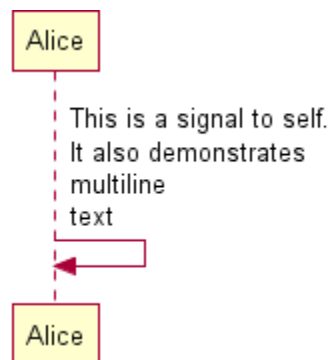 Alice
This is a signal to self.
It also demonstrates
multiline
text
Alice